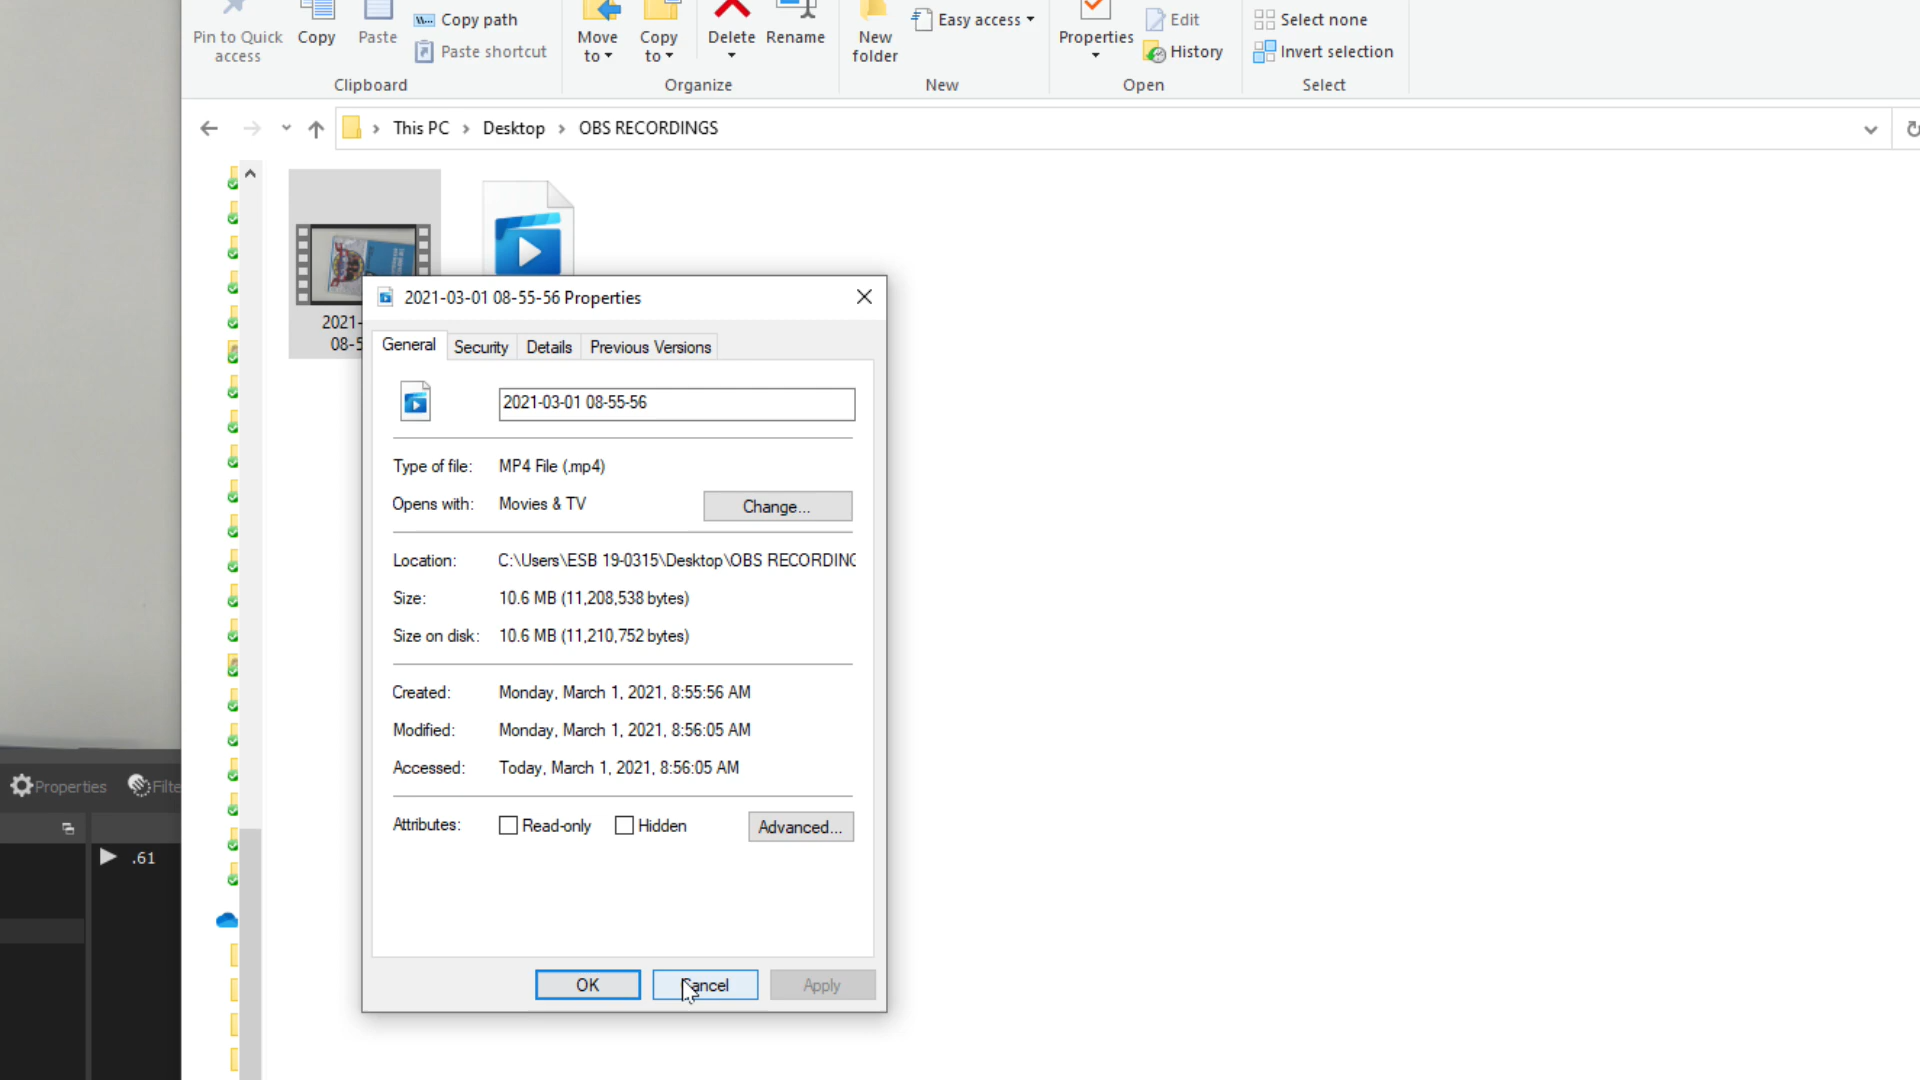 Pin to Quick access
Copy
Paste
Copy path
Paste shortcut
Clipboard
Move to
Copy to
Delete
Rename
Organize
New folder
Easy access
New
Properties
Edit
History
Open
Select none
Invert selection
Select
This PC > Desktop > OBS RECORDINGS
2021-
08-5
2021-03-01 08-55-56 Properties
General Security Details Previous Versions
2021-03-01 08-55-56
Type of file: MP4 File (.mp4)
Opens with: Movies & TV Change...
Location: C:\Users\ESB 19-0315\Desktop\OBS RECORDING
Size: 10.6 MB (11,208,538 bytes)
Size on disk: 10.6 MB (11,210,752 bytes)
Created: Monday, March 1, 2021, 8:55:56 AM
Modified: Monday, March 1, 2021, 8:56:05 AM
Accessed: Today, March 1, 2021, 8:56:05 AM
Attributes: Read-only Hidden Advanced...
OK Cancel Apply
Properties Filte
.61